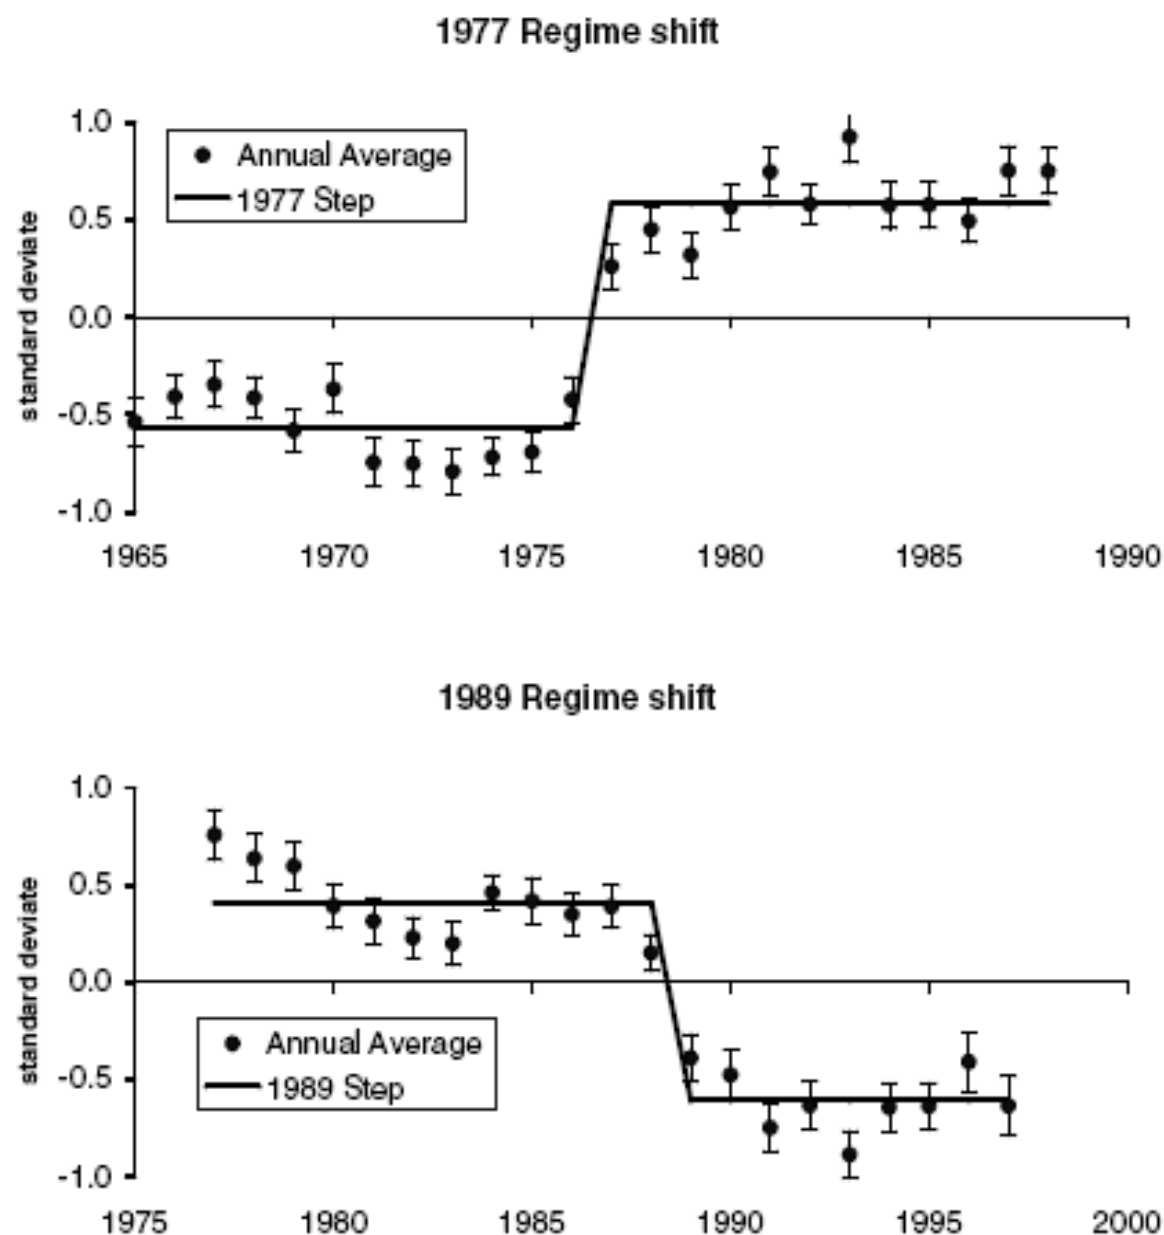 1977 Regime shift
1.0
Annual Average
1977 Step
0.5
standard deviate
0.0
-0.5
-1.0
1965 1970 1975 1980 1985 1990
1989 Regime shift
1.0
0.5
standard deviate
0.0
Annual Average
-0.5
1989 Step
-1.0
1975 1980 1985 1990 1995 2000